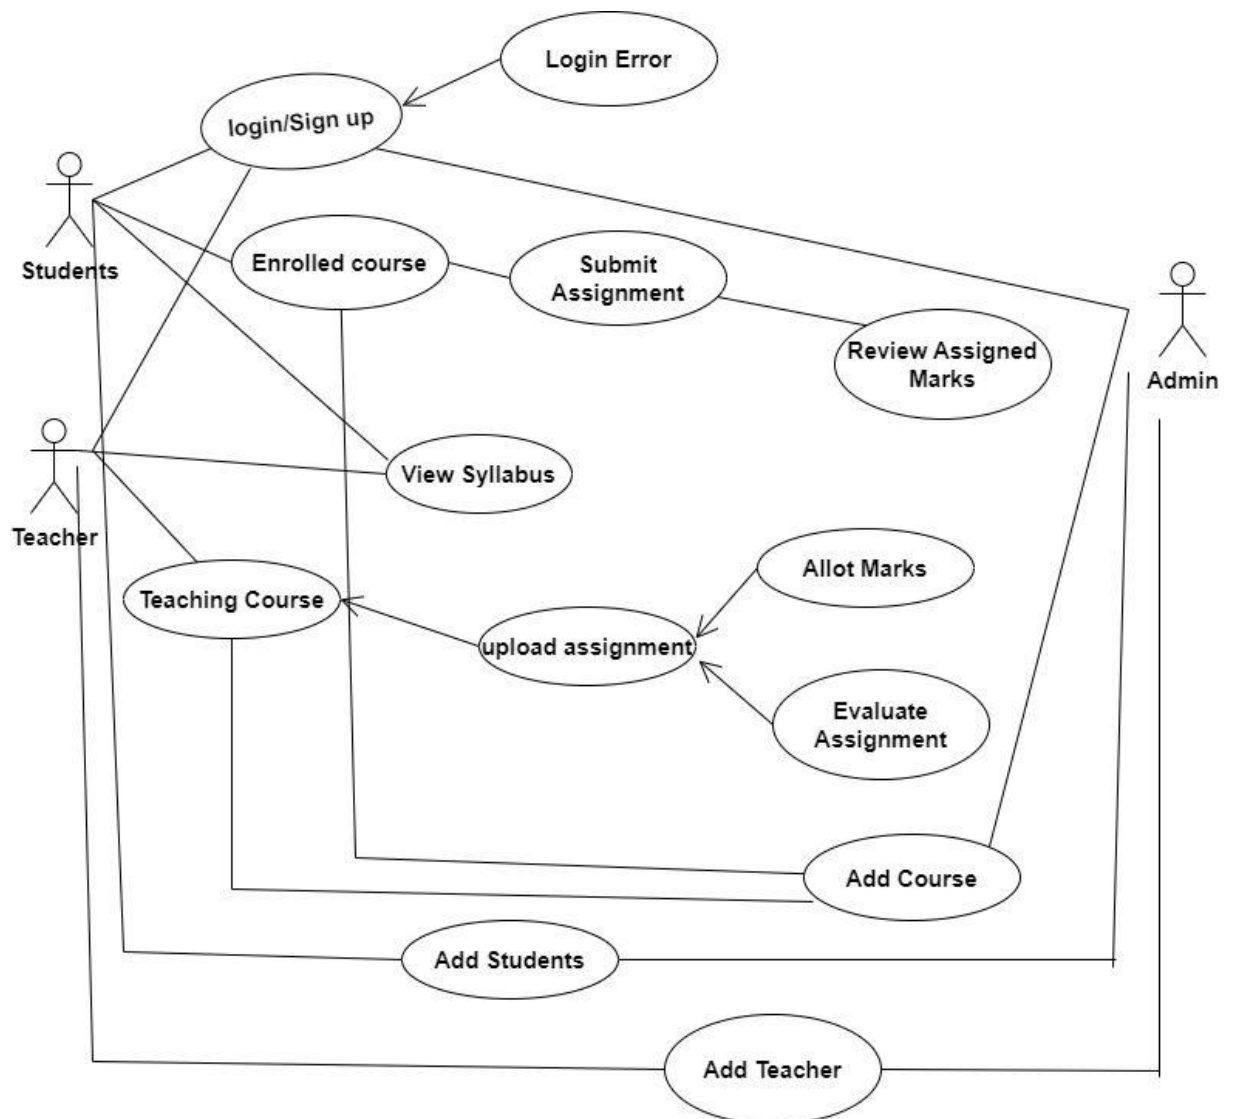 Login Error
login/Sign up
Students
Enrolled course
Submit
Assignment
Review Assigned
Marks
Admin
View Syllabus
Teacher
Teaching Course
Allot Marks
upload assignment
Evaluate
Assignment
Add Course
Add Students
Add Teacher